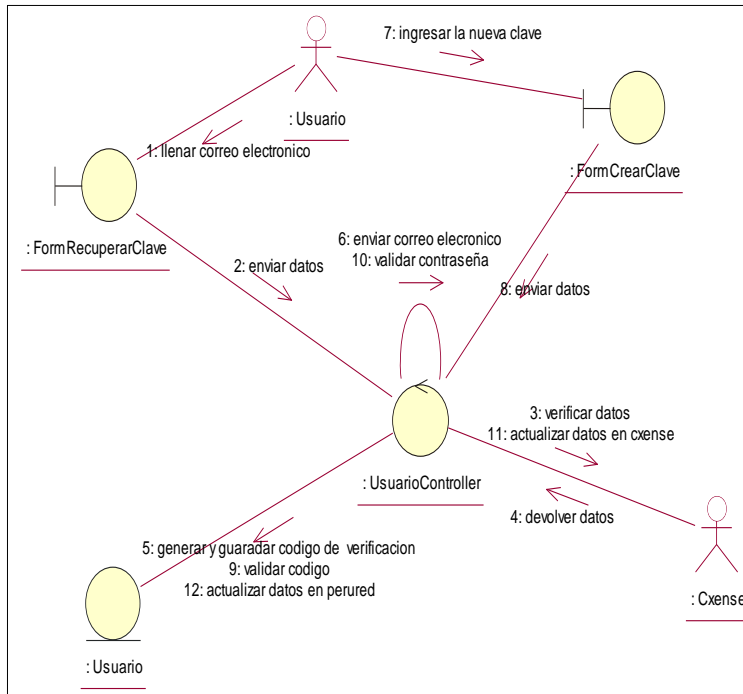 7: ingresar la nueva clave
: Usuario
1: llenar correo electronico
: FormCrearClave
: FormRecuperarClave
6: enviar correo elecronico
10: validar contraseña
2: enviar datos
8: enviar datos
3: verificar datos
11: actualizar datos en cxense
: UsuarioController
4: devolver datos
5: generar y guaradar codigo de verificacion
9: validar codigo
12: actualizar datos en perured
: Cxense
: Usuario